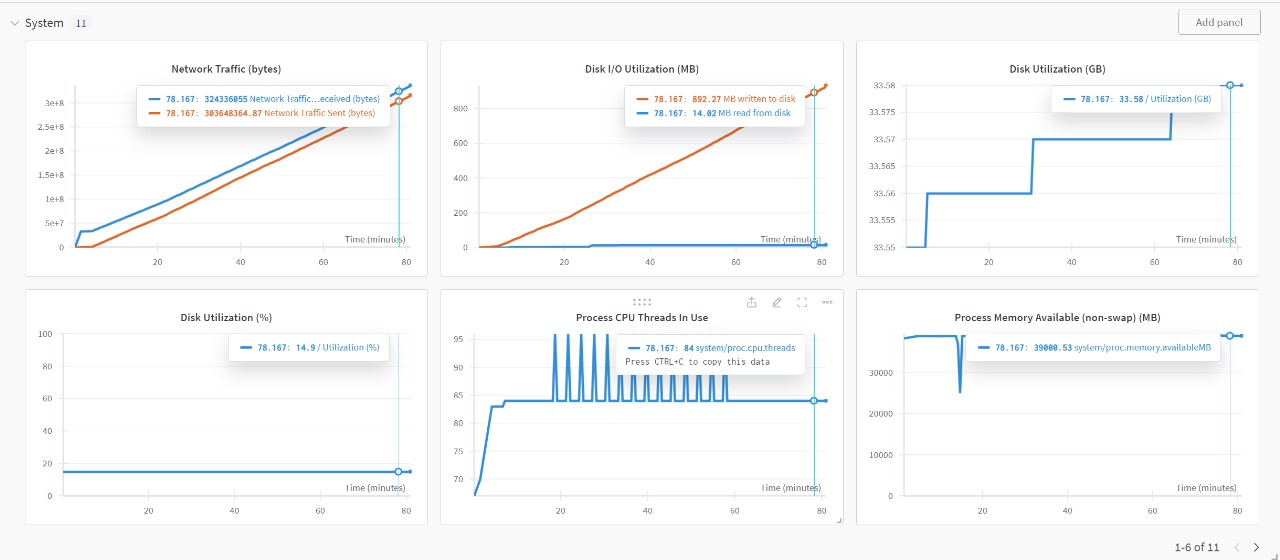 System 11
Add panel
Network Traffic (bytes)
78.167: 324336055 Network Traffic...eceived (bytes)
78.167: 303648364.87 Network Traffic Sent (bytes)
3e+8
2.5e+8
2e+8
1.5e+8
1e+8
5e+7
0
Time (minutes)
20 40 60 80
Disk I/O Utilization (MB)
78.167: 892.27 MB written to disk
78.167: 14.02 MB read from disk
800
600
400
200
0
Time (minutes)
20 40 60 80
Disk Utilization (GB)
78.167: 33.58 / Utilization (GB)
33.58
33.575
33.57
33.565
33.56
33.555
33.55
Time (minutes)
20 40 60 80
Disk Utilization (%)
78.167: 14.9 / Utilization (%)
100
80
60
40
20
0
Time (minutes)
20 40 60 80
Process CPU Threads In Use
78.167: 84 system/proc.cpu.threads
Press CTRL+C to copy this data
95
90
85
80
75
70
Time (minutes)
20 40 60 80
Process Memory Available (non-swap) (MB)
78.167: 39000.53 system/proc.memory.availableMB
30000
20000
10000
0
Time (minutes)
20 40 60 80
1-6 of 11